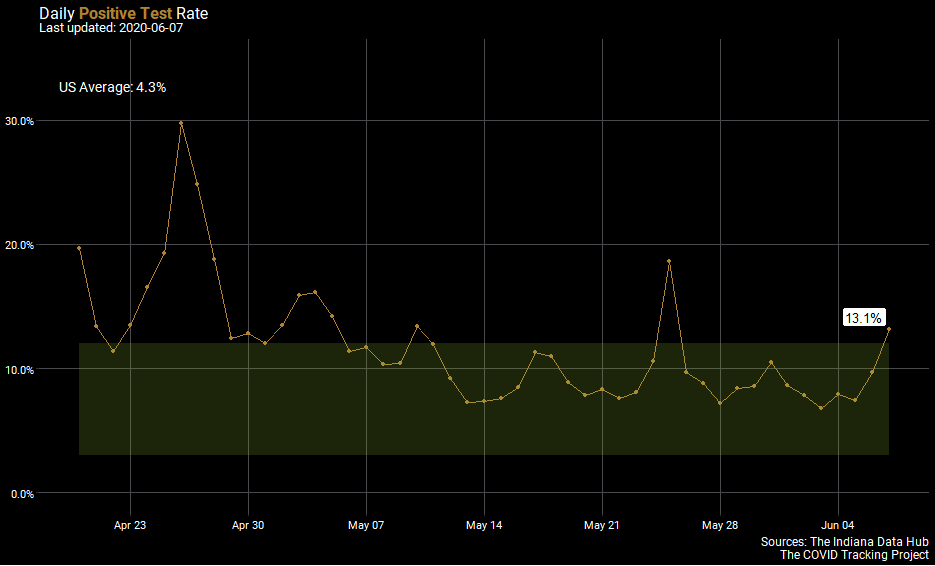 Daily Positive Test Rate
Last updated: 2020-06-07
US Average: 4.3%
30.0%
20.0%
13.1%
10.0%
0.0%
Apr 23 Apr 30 May 07 May 14 May 21 May 28 Jun 04
Sources: The Indiana Data Hub
The COVID Tracking Project